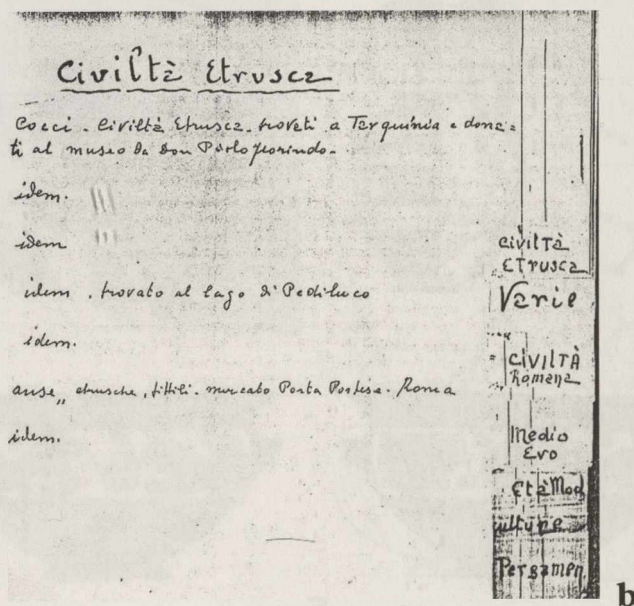 Civiltà Etrusca
Cocci. Civiltà Etrusca. trovati a Tarquinia e dona=
ti al museo da Don Paolo
idem.
idem
idem. trovato al lago di Pediluco
idem.
anse,, etrusche, fittili. mercato Porta Portese. Roma
idem.
CIVILTÀ
ETRUSCA
Varie
CIVILTÀ
Romana
Medio
Evo
Età Mod
culture
Pergamen
b